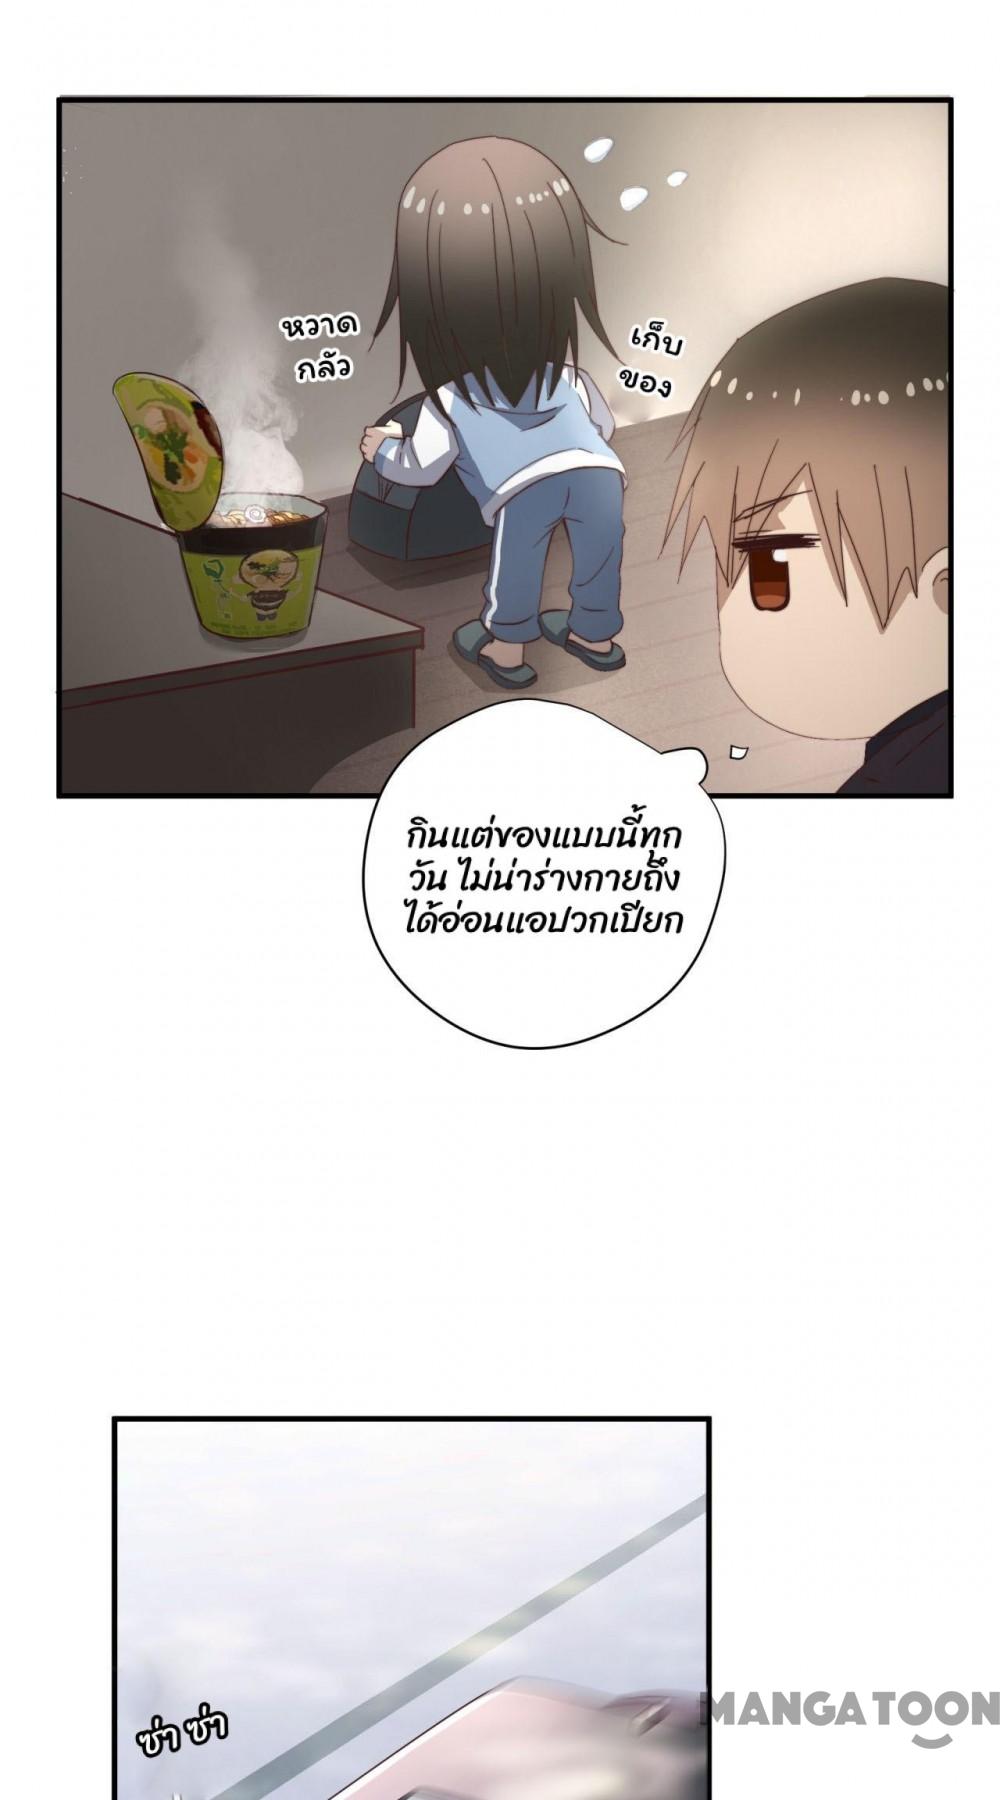 หวาด
กลัว
เก็บ
ของ
กินแต่ของแบบนี้ทุก
วัน ไม่น่าร่างกายถึง
ได้อ่อนแอปวกเปียก
ซ่า ซ่า
MANGATOON